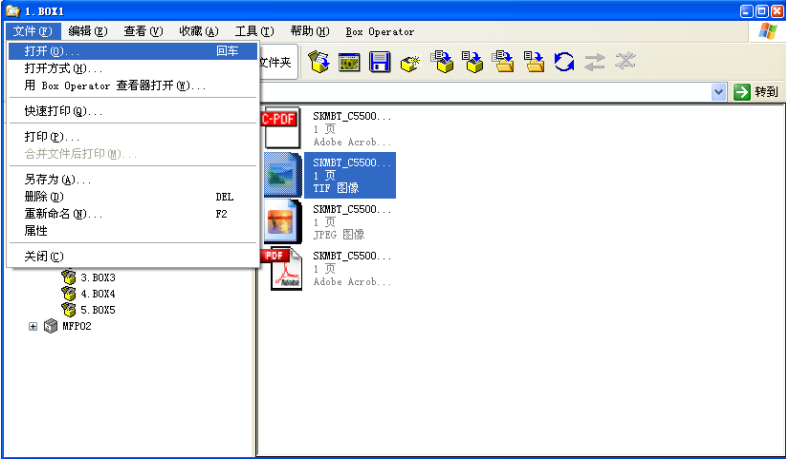 1. BOX1
文件(F) 编辑(E) 查看(V) 收藏(A) 工具(T) 帮助(H) Box Operator
打开(O)... 回车
打开方式(H)...
用 Box Operator 查看器打开(W)...
快速打印(Q)...
打印(P)...
合并文件后打印(M)...
另存为(A)...
删除(D) DEL
重新命名(N)... F2
属性
关闭(C)
文件夹
转到
C-PDF
SKMBT_C5500...
1 页
Adobe Acrob...
SKMBT_C5500...
1 页
TIF 图像
SKMBT_C5500...
1 页
JPEG 图像
PDF
Adobe
SKMBT_C5500...
1 页
Adobe Acrob...
3. BOX3
4. BOX4
5. BOX5
MFP02